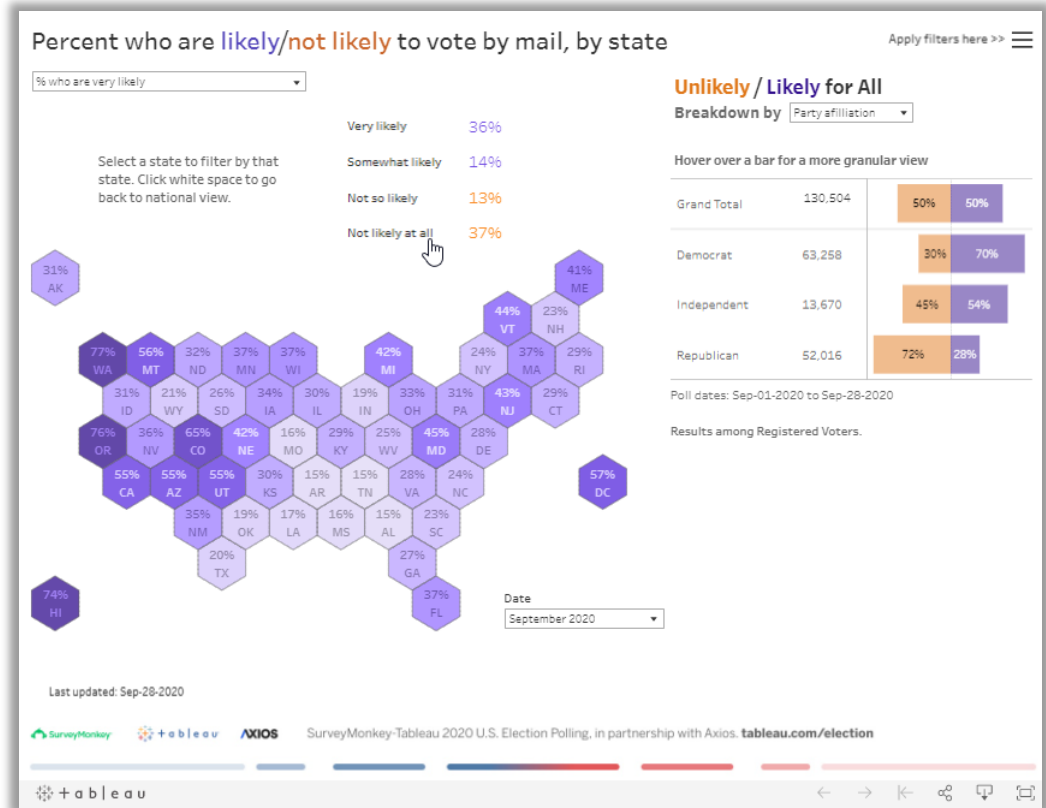 Percent who are likely/not likely to vote by mail, by state
Apply filters here >>
% who are very likely
Select a state to filter by that
state. Click white space to go
back to national view.
Very likely 36%
Somewhat likely 14%
Not so likely 13%
Not likely at all 37%
Unlikely / Likely for All
Breakdown by Party afilliation
Hover over a bar for a more granular view
Grand Total 130,504 50% 50%
Democrat 63,258 30% 70%
Independent 13,670 45% 54%
Republican 52,016 72% 28%
Poll dates: Sep-01-2020 to Sep-28-2020
Results among Registered Voters.
31% 41%
AK ME
44% 23%
VT NH
77% 56% 32% 37% 37% 42% 24% 37% 29%
WA MT ND MN WI MI NY MA RI
31% 21% 26% 34% 30% 19% 33% 31% 43% 29%
ID WY SD IA IL IN OH PA NJ CT
76% 36% 65% 42% 16% 29% 25% 45% 28%
OR NV CO NE MO KY WV MD DE
55% 55% 55% 30% 15% 15% 28% 24% 57%
CA AZ UT KS AR TN VA NC DC
35% 19% 17% 16% 15% 23%
NM OK LA MS AL SC
20% 27%
TX GA
74% 37%
HI FL
Date
September 2020
Last updated: Sep-28-2020
SurveyMonkey tableau AXIOS SurveyMonkey-Tableau 2020 U.S. Election Polling, in partnership with Axios. tableau.com/election
tableau